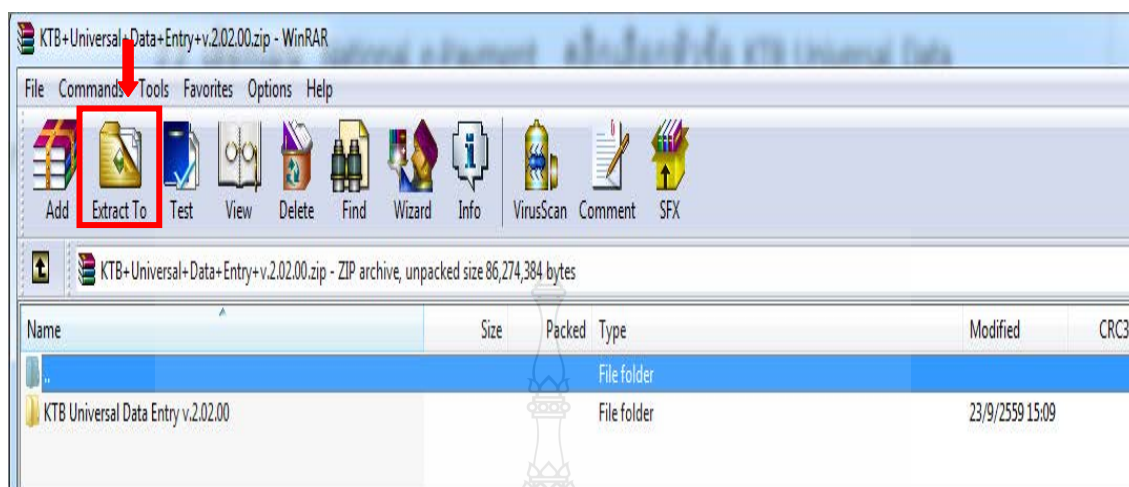 KTB+Universal+Data+Entry+v.2.02.00.zip - WinRAR
File Commands Tools Favorites Options Help
Add Extract To Test View Delete Find Wizard Info VirusScan Comment SFX
KTB+Universal+Data+Entry+v.2.02.00.zip - ZIP archive, unpacked size 86,274,384 bytes
Name Size Packed Type Modified CRC3
.. File folder
KTB Universal Data Entry v.2.02.00 File folder 23/9/2559 15:09